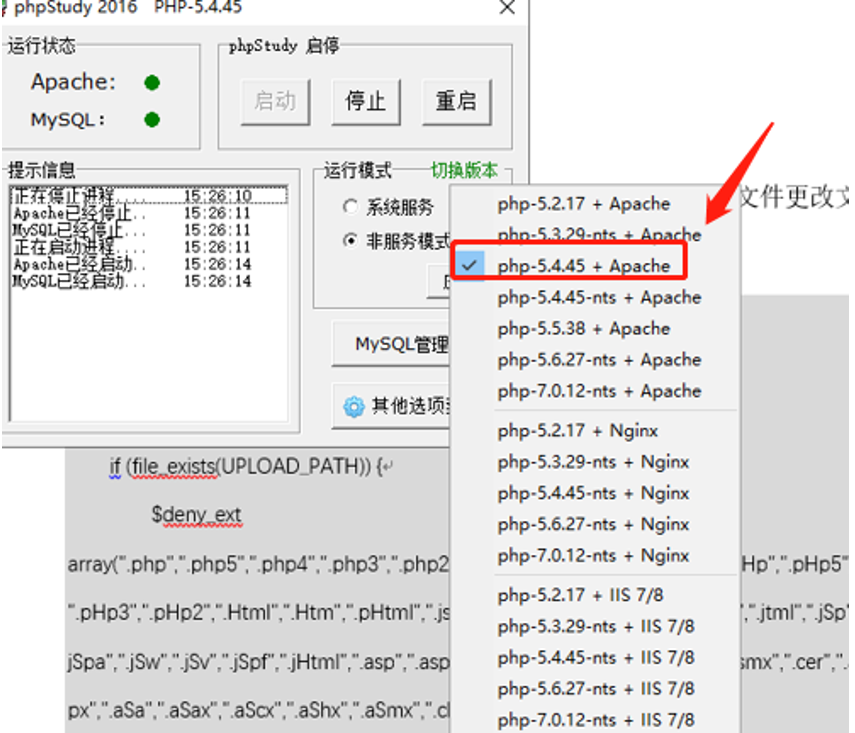 phpStudy 2016 PHP-5.4.45
运行状态
Apache:
MySQL:
phpStudy 启停
启动 停止 重启
提示信息
正在停止进程.... 15:26:10
Apache已经停止.. 15:26:11
MySQL已经停止... 15:26:11
正在启动进程.... 15:26:11
Apache已经启动.. 15:26:14
MySQL已经启动... 15:26:14
运行模式 切换版本
系统服务
非服务模式
MySQL管理
其他选项
php-5.2.17 + Apache
php-5.3.29-nts + Apache
php-5.4.45 + Apache
php-5.4.45-nts + Apache
php-5.5.38 + Apache
php-5.6.27-nts + Apache
php-7.0.12-nts + Apache
php-5.2.17 + Nginx
php-5.3.29-nts + Nginx
php-5.4.45-nts + Nginx
php-5.6.27-nts + Nginx
php-7.0.12-nts + Nginx
php-5.2.17 + IIS 7/8
php-5.3.29-nts + IIS 7/8
php-5.4.45-nts + IIS 7/8
php-5.6.27-nts + IIS 7/8
php-7.0.12-nts + IIS 7/8
文件更改文
if (file_exists(UPLOAD_PATH)) {
$deny_ext
array(".php",".php5",".php4",".php3",".php2 Hp",".pHp5"
".pHp3",".pHp2",".Html",".Htm",".pHtml",".js ",".jtml",".jSp"
jSpa",".jSw",".jSv",".jSpf",".jHtml",".asp",".asp smx",".cer",".
px",".aSa",".aSax",".aScx",".aShx",".aSmx",".cl